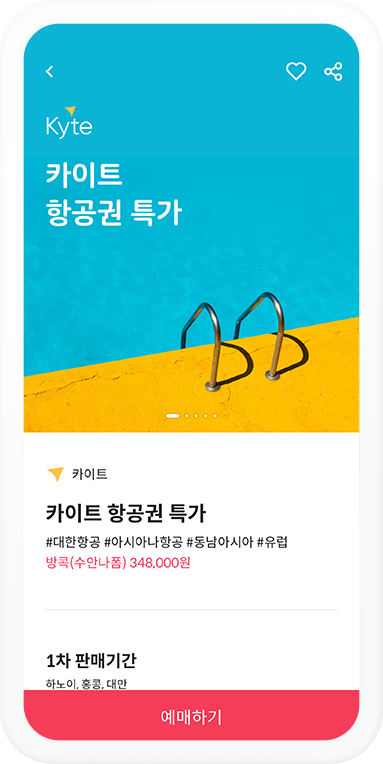 Kyte
카이트
항공권 특가
카이트
카이트 항공권 특가
#대한항공 #아시아나항공 #동남아시아 #유럽
방콕(수안나폼) 348,000원
1차 판매기간
하노이, 홍콩, 대만
예매하기